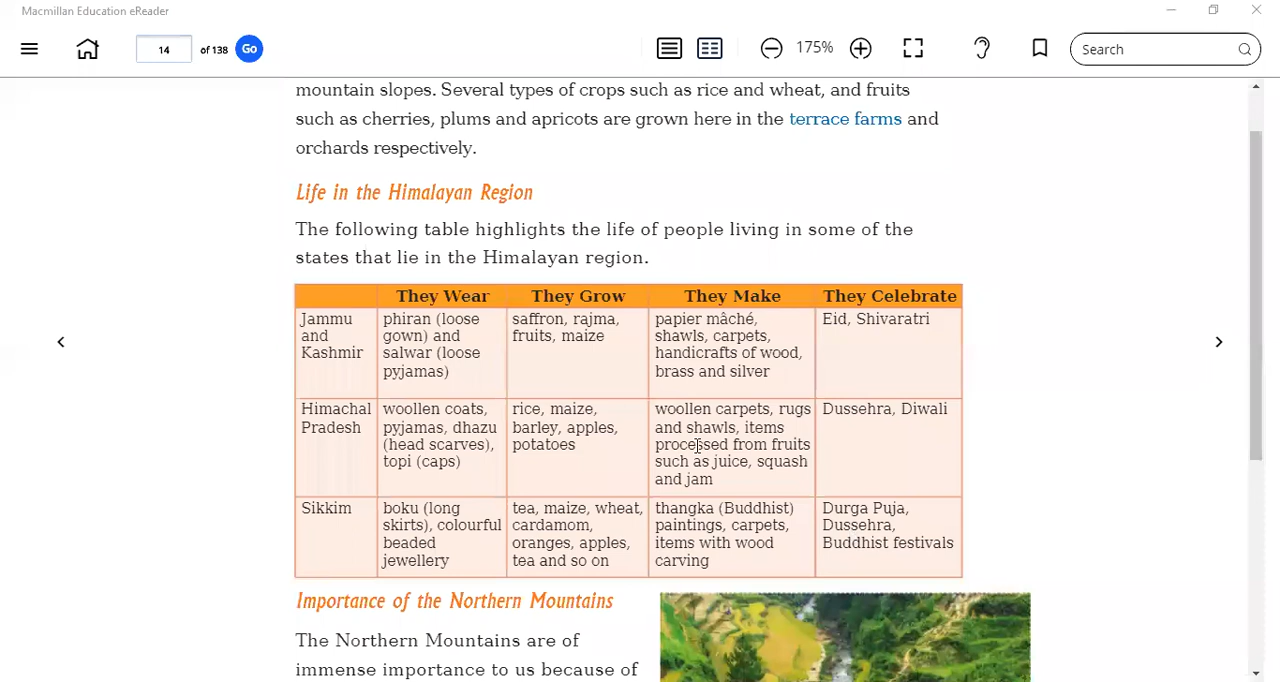 Macmillan Education eReader
14 of 138 Go 175% Search
mountain slopes. Several types of crops such as rice and wheat, and fruits
such as cherries, plums and apricots are grown here in the terrace farms and
orchards respectively.
Life in the Himalayan Region
The following table highlights the life of people living in some of the
states that lie in the Himalayan region.
They Wear They Grow They Make They Celebrate
Jammu
and
Kashmir
phiran (loose
gown) and
salwar (loose
pyjamas)
saffron, rajma,
fruits, maize
papier mâché,
shawls, carpets,
handicrafts of wood,
brass and silver
Eid, Shivaratri
Himachal
Pradesh
woollen coats,
pyjamas, dhazu
(head scarves),
topi (caps)
rice, maize,
barley, apples,
potatoes
woollen carpets, rugs
and shawls, items
processed from fruits
such as juice, squash
and jam
Dussehra, Diwali
Sikkim
boku (long
skirts), colourful
beaded
jewellery
tea, maize, wheat,
cardamom,
oranges, apples,
tea and so on
thangka (Buddhist)
paintings, carpets,
items with wood
carving
Durga Puja,
Dussehra,
Buddhist festivals
Importance of the Northern Mountains
The Northern Mountains are of
immense importance to us because of